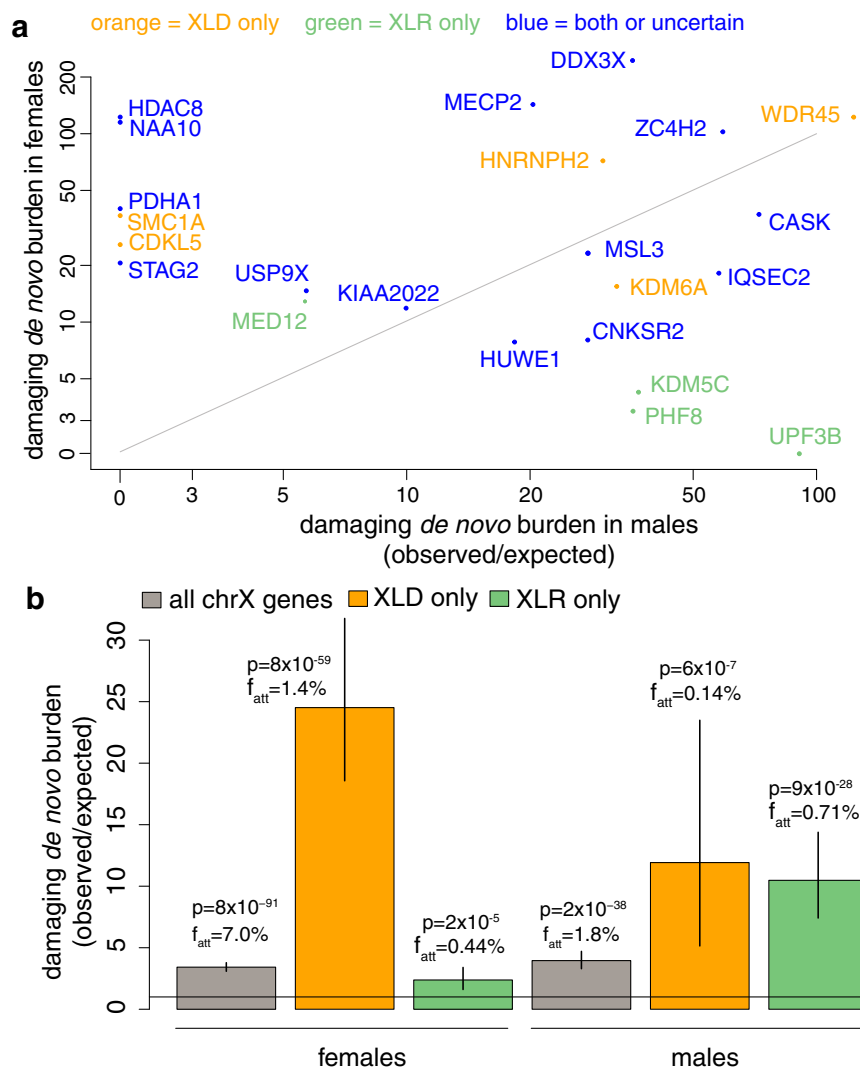 a
orange = XLD only green = XLR only blue = both or uncertain
damaging de novo burden in females
200
100
50
20
10
5
3
0
DDX3X
HDAC8
NAA10
MECP2
ZC4H2
WDR45
HNRNPH2
PDHA1
SMC1A
CDKL5
STAG2
CASK
MSL3
USP9X
KIAA2022
IQSEC2
KDM6A
MED12
HUWE1
CNKSR2
KDM5C
PHF8
UPF3B
0 3 5 10 20 50 100
damaging de novo burden in males
(observed/expected)
b
all chrX genes XLD only XLR only
damaging de novo burden
(observed/expected)
30
25
20
15
10
5
0
p=8x10⁻⁵⁹
fatt=1.4%
p=6x10⁻⁷
fatt=0.14%
p=9x10⁻²⁸
fatt=0.71%
p=8x10⁻⁹¹
fatt=7.0%
p=2x10⁻⁵
fatt=0.44%
p=2x10⁻³⁸
fatt=1.8%
females males